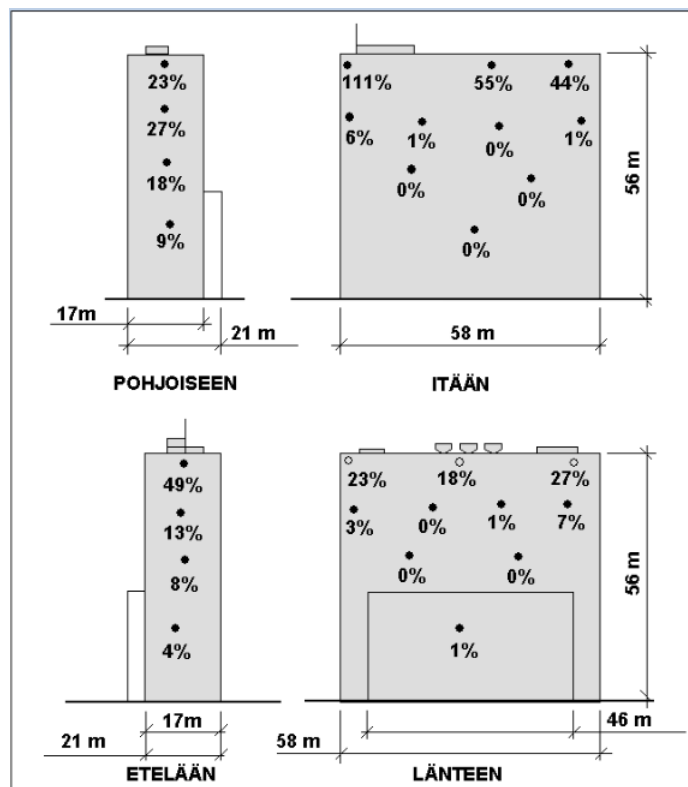 23%
27%
18%
9%
17m
21 m
POHJOISEEN
111% 55% 44%
6% 1% 0% 1%
0% 0%
0%
56 m
58 m
ITÄÄN
49%
13%
8%
4%
17m
21 m
ETELÄÄN
23% 18% 27%
3% 0% 1% 7%
0% 0%
1%
56 m
46 m
58 m
LÄNTEEN